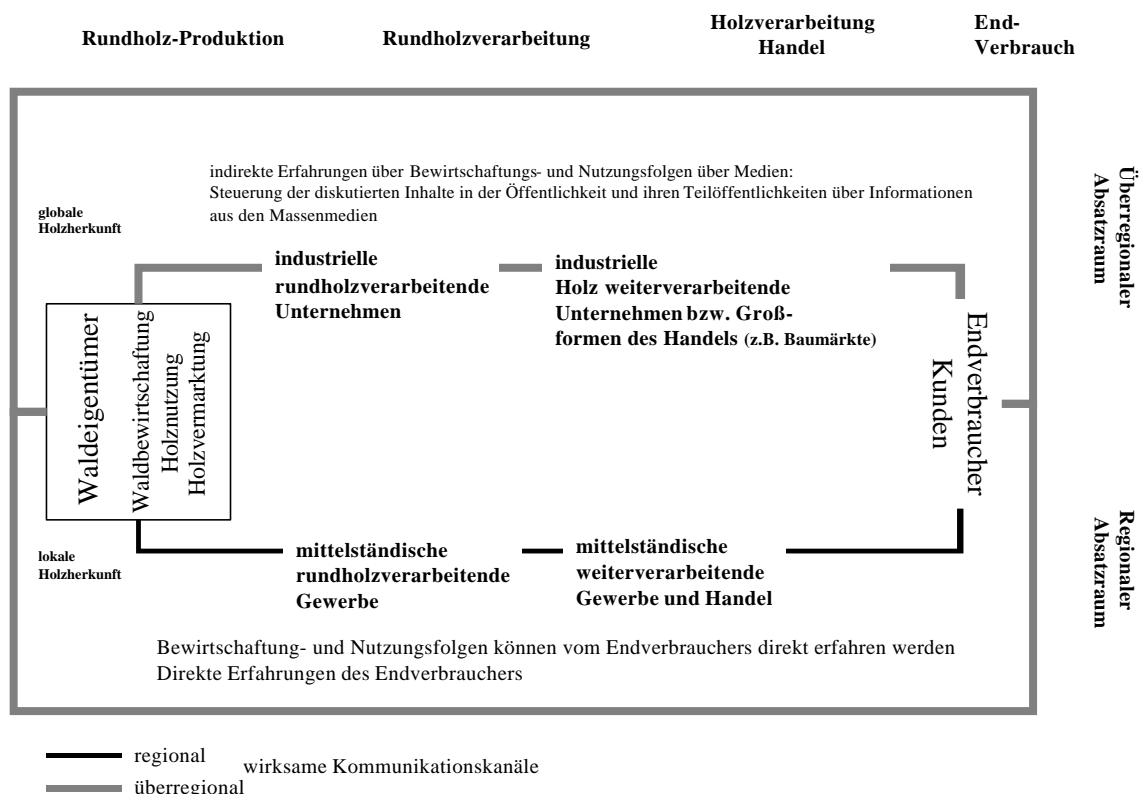 Rundholz-Produktion
Rundholzverarbeitung
Holzverarbeitung
Handel
End-
Verbrauch
indirekte Erfahrungen über Bewirtschaftungs- und Nutzungsfolgen über Medien:
Steuerung der diskutierten Inhalte in der Öffentlichkeit und ihren Teilöffentlichkeiten über Informationen
aus den Massenmedien
globale
Holzherkunft
industrielle
rundholzverarbeitende
Unternehmen
industrielle
Holz weiterverarbeitende
Unternehmen bzw. Groß-
formen des Handels (z.B. Baumärkte)
Überregionaler
Absatzraum
Waldeigentümer
Waldbewirtschaftung
Holznutzung
Holzvermarktung
Endverbraucher
Kunden
lokale
Holzherkunft
mittelständische
rundholzverarbeitende
Gewerbe
mittelständische
weiterverarbeitende
Gewerbe und Handel
Regionaler
Absatzraum
Bewirtschaftung- und Nutzungsfolgen können vom Endverbrauchers direkt erfahren werden
Direkte Erfahrungen des Endverbrauchers
regional
wirksame Kommunikationskanäle
überregional